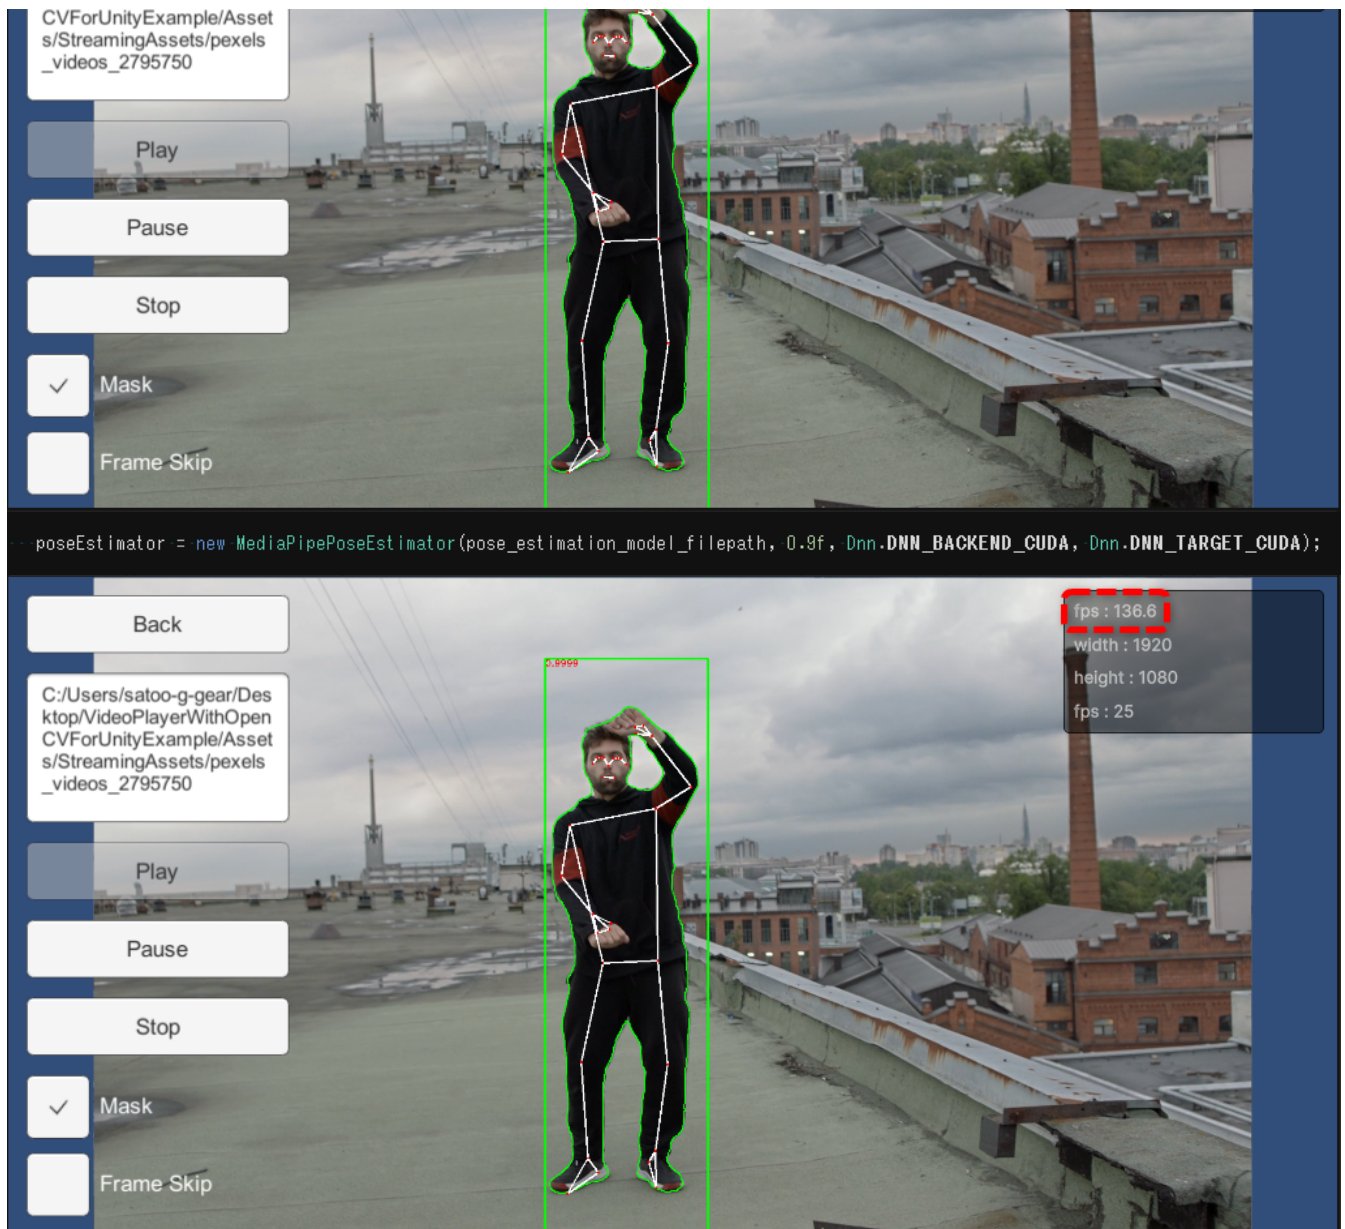 CVForUnityExample/Asset
s/StreamingAssets/pexels
_videos_2795750
Play
Pause
Stop
Mask
Frame Skip
poseEstimator = new MediaPipePoseEstimator(pose_estimation_model_filepath, 0.9f, Dnn.DNN_BACKEND_CUDA, Dnn.DNN_TARGET_CUDA);
Back
fps : 136.6
width : 1920
height : 1080
fps : 25
0.9999
C:/Users/satoo-g-gear/Des
ktop/VideoPlayerWithOpen
CVForUnityExample/Asset
s/StreamingAssets/pexels
_videos_2795750
Play
Pause
Stop
Mask
Frame Skip